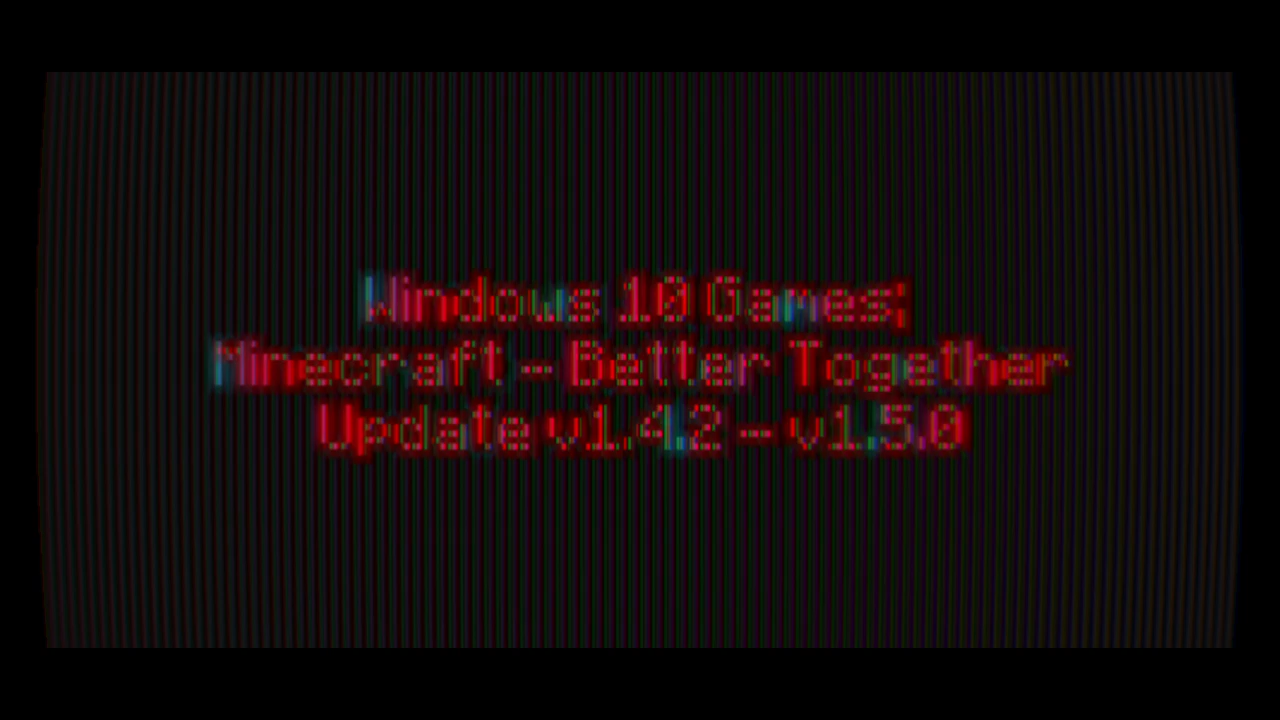 Windows 10 Games;
Minecraft - Better Together
Update v1.4.2 - v1.5.0